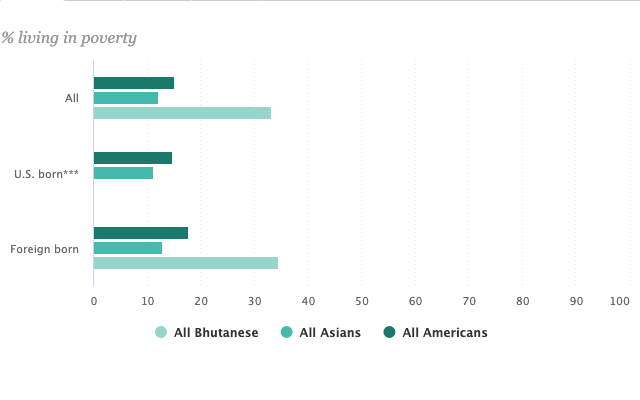 % living in poverty
All
U.S. born***
Foreign born
0 10 20 30 40 50 60 70 80 90 100
All Bhutanese All Asians All Americans